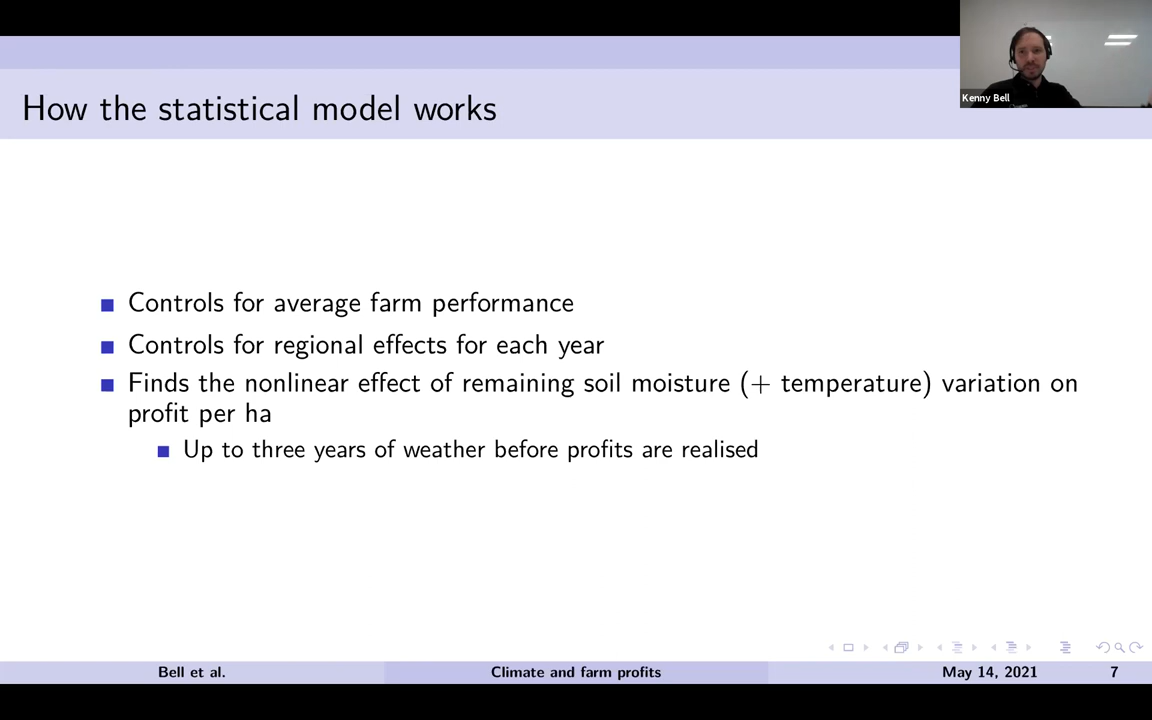 How the statistical model works
Kenny Bell
Controls for average farm performance
Controls for regional effects for each year
Finds the nonlinear effect of remaining soil moisture (+ temperature) variation on
profit per ha
Up to three years of weather before profits are realised
Bell et al.
Climate and farm profits
May 14, 2021
7